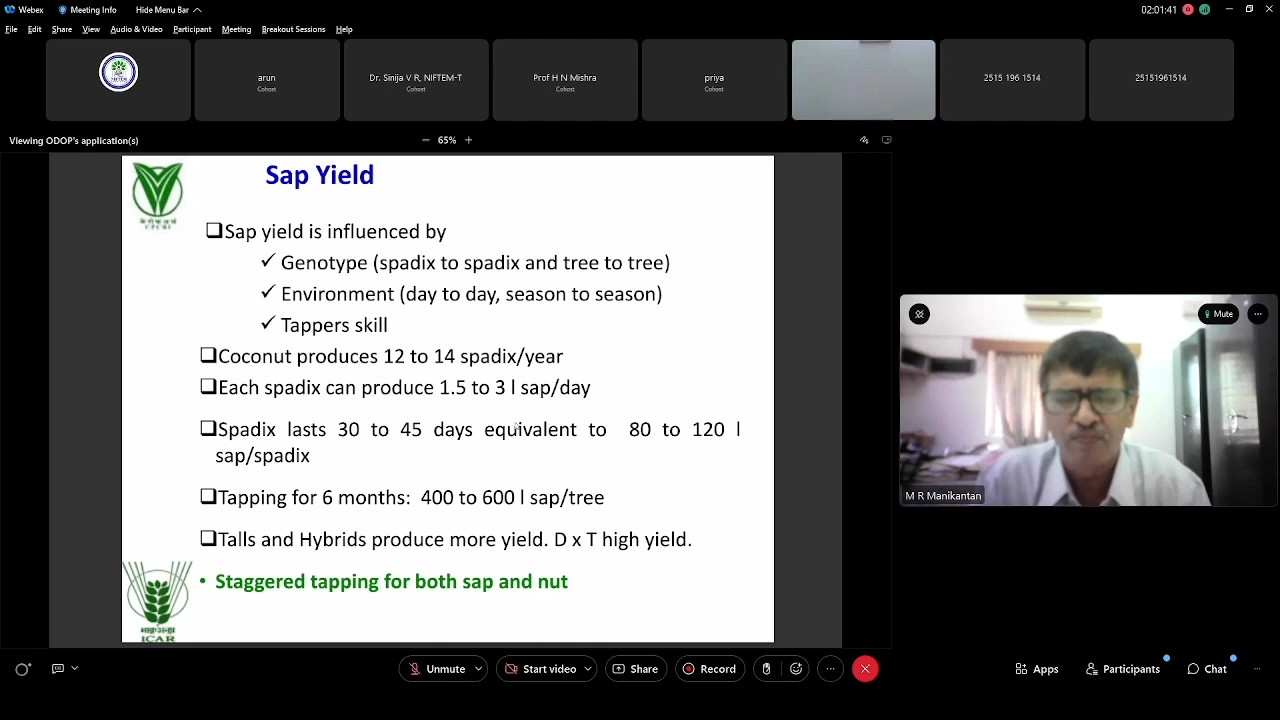 Webex
Meeting Info
Hide Menu Bar
02:01:41
File Edit Share View Audio & Video Participant Meeting Breakout Sessions Help
arun
Cohost
Dr. Sinija V R, NIFTEM-T
Cohost
Prof H N Mishra
Cohost
priya
Cohost
2515 196 1514
25151961514
Viewing ODOP's application(s)
65%
Sap Yield
Sap yield is influenced by
Genotype (spadix to spadix and tree to tree)
Environment (day to day, season to season)
Tappers skill
Coconut produces 12 to 14 spadix/year
Each spadix can produce 1.5 to 3 l sap/day
Spadix lasts 30 to 45 days equivalent to 80 to 120 l
sap/spadix
Tapping for 6 months: 400 to 600 l sap/tree
Talls and Hybrids produce more yield. D x T high yield.
• Staggered tapping for both sap and nut
CPCRI
ICAR
Mute
M R Manikantan
Unmute
Start video
Share
Record
Apps
Participants
Chat